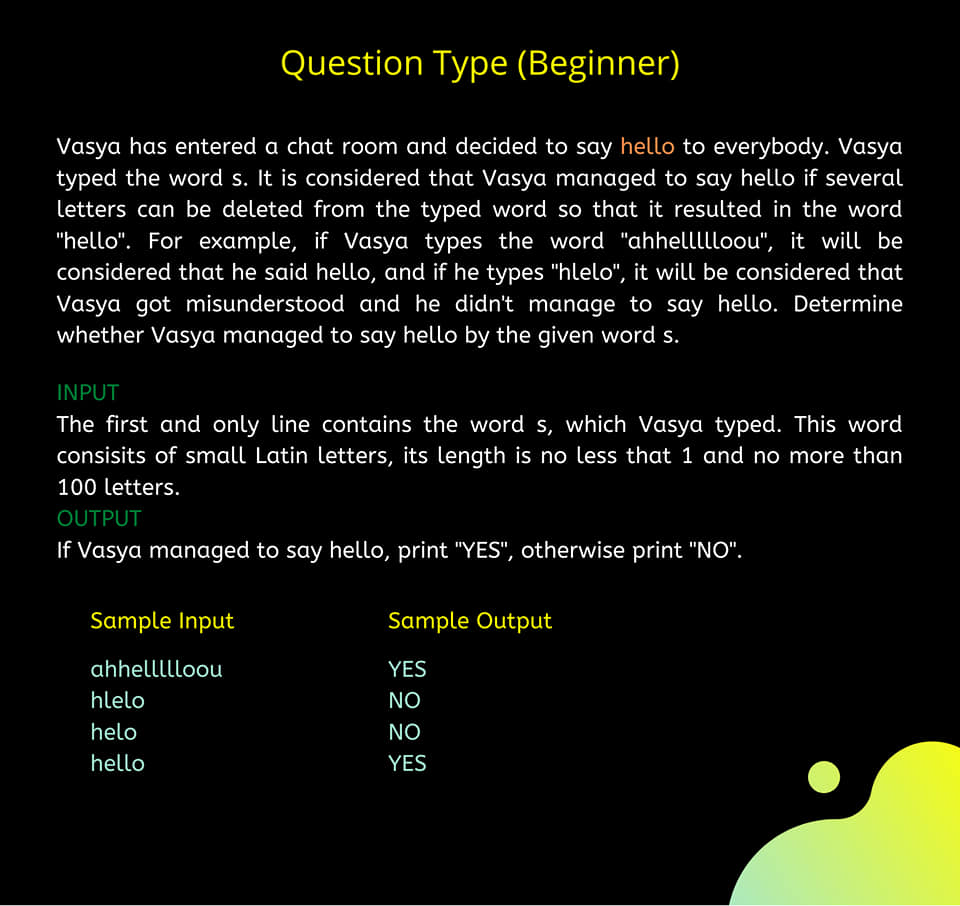 Question Type (Beginner)
Vasya has entered a chat room and decided to say hello to everybody. Vasya
typed the word s. It is considered that Vasya managed to say hello if several
letters can be deleted from the typed word so that it resulted in the word
"hello". For example, if Vasya types the word "ahhellllloou", it will be
considered that he said hello, and if he types "hlelo", it will be considered that
Vasya got misunderstood and he didn't manage to say hello. Determine
whether Vasya managed to say hello by the given word s.
INPUT
The first and only line contains the word s, which Vasya typed. This word
consisits of small Latin letters, its length is no less that 1 and no more than
100 letters.
OUTPUT
If Vasya managed to say hello, print "YES", otherwise print "NO".
Sample Input Sample Output
ahhellllloou YES
hlelo NO
helo NO
hello YES